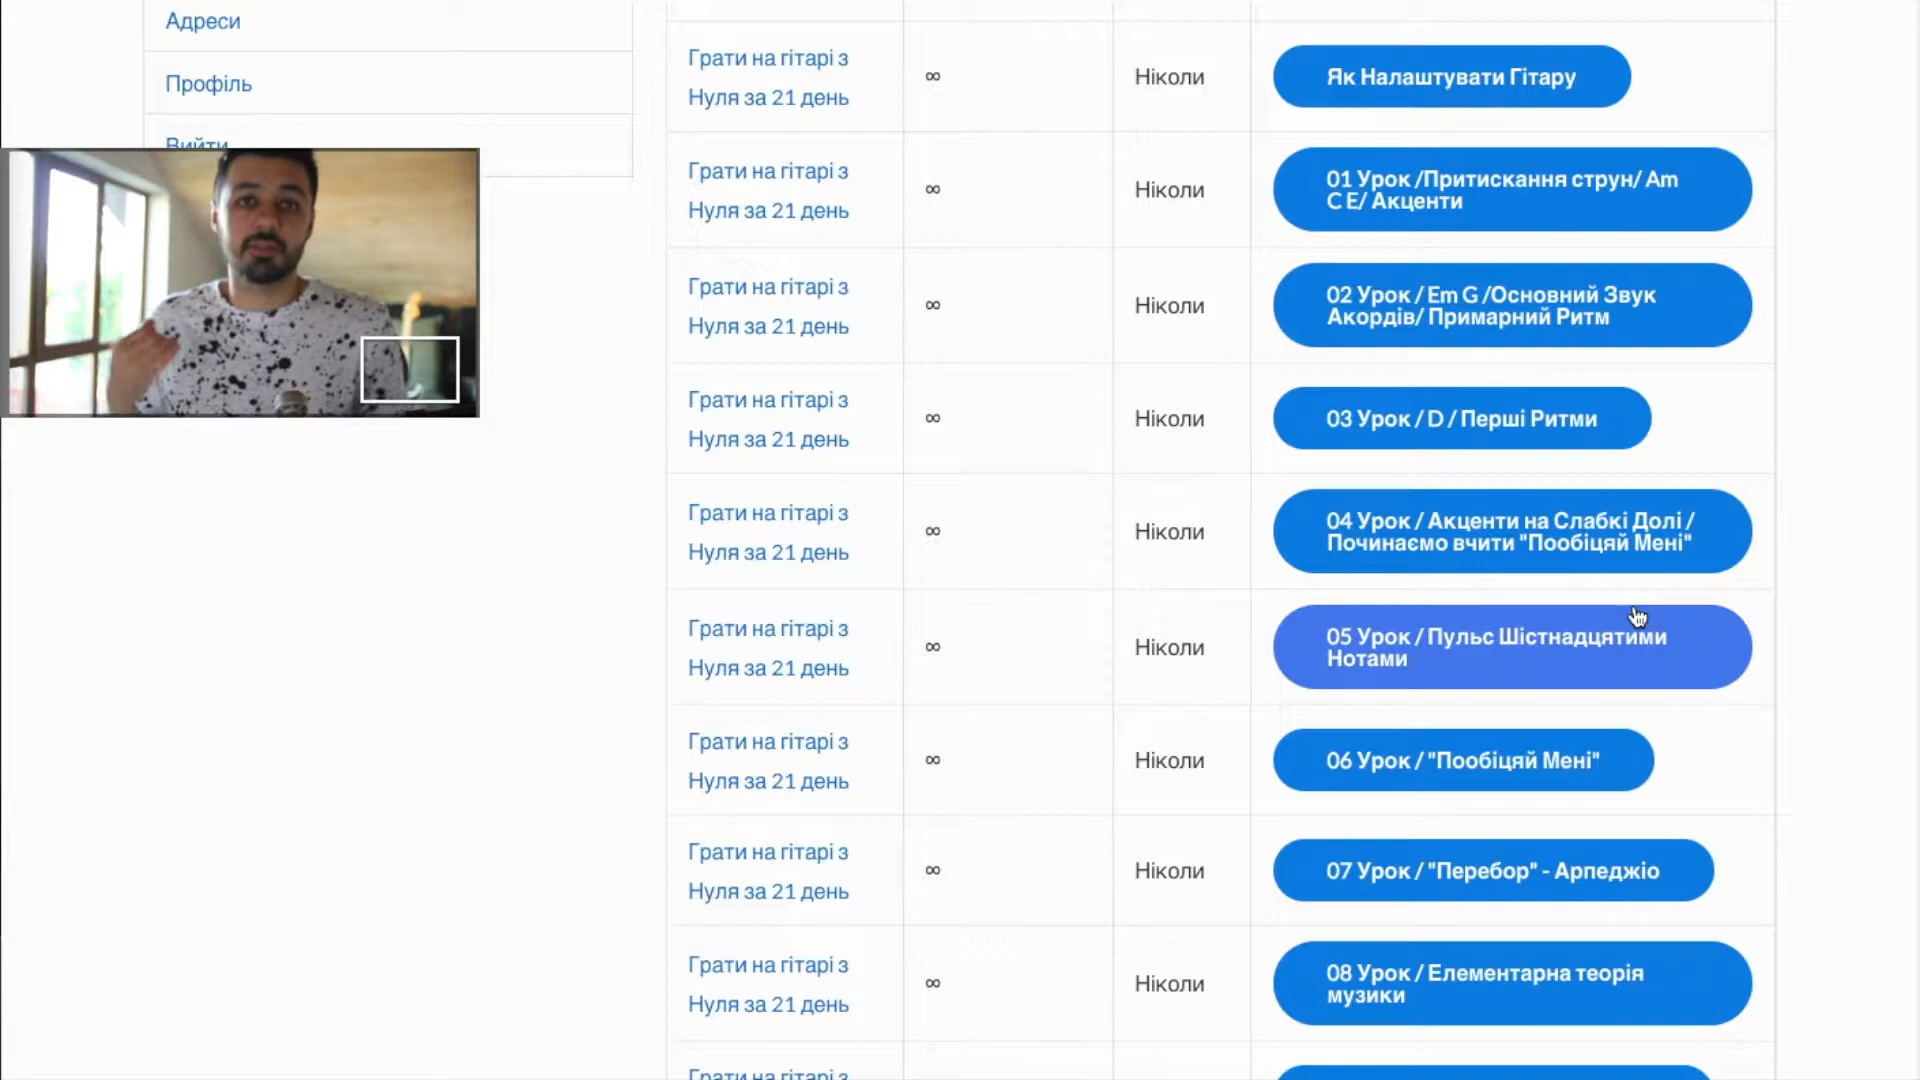 Адреси
Профіль
Вийти
Грати на гітарі з
Нуля за 21 день
∞
Ніколи
Як Налаштувати Гітару
Грати на гітарі з
Нуля за 21 день
∞
Ніколи
01 Урок /Притискання струн/ Am
C E/ Акценти
Грати на гітарі з
Нуля за 21 день
∞
Ніколи
02 Урок / Em G /Основний Звук
Акордів/ Примарний Ритм
Грати на гітарі з
Нуля за 21 день
∞
Ніколи
03 Урок / D / Перші Ритми
Грати на гітарі з
Нуля за 21 день
∞
Ніколи
04 Урок / Акценти на Слабкі Долі /
Починаємо вчити "Пообіцяй Мені"
Грати на гітарі з
Нуля за 21 день
∞
Ніколи
05 Урок / Пульс Шістнадцятими
Нотами
Грати на гітарі з
Нуля за 21 день
∞
Ніколи
06 Урок / "Пообіцяй Мені"
Грати на гітарі з
Нуля за 21 день
∞
Ніколи
07 Урок / "Перебор" - Арпеджіо
Грати на гітарі з
Нуля за 21 день
∞
Ніколи
08 Урок / Елементарна теорія
музики
Грати на гітарі з